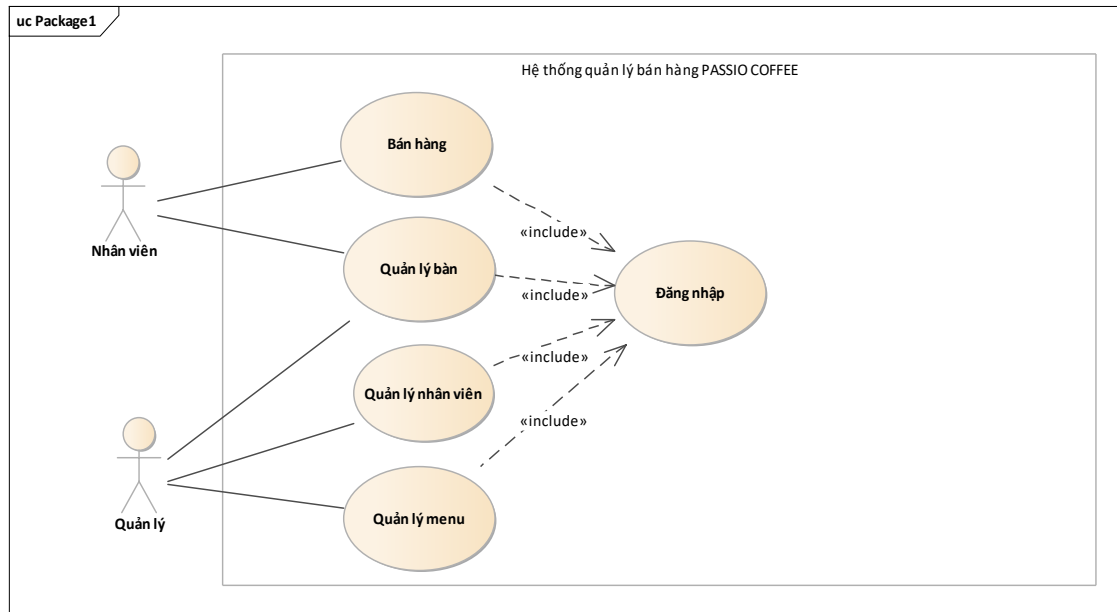 uc Package1
Hệ thống quản lý bán hàng PASSIO COFFEE
Bán hàng
Nhân viên
«include»
Quản lý bàn
Đăng nhập
«include»
«include»
Quản lý nhân viên
«include»
Quản lý menu
Quản lý